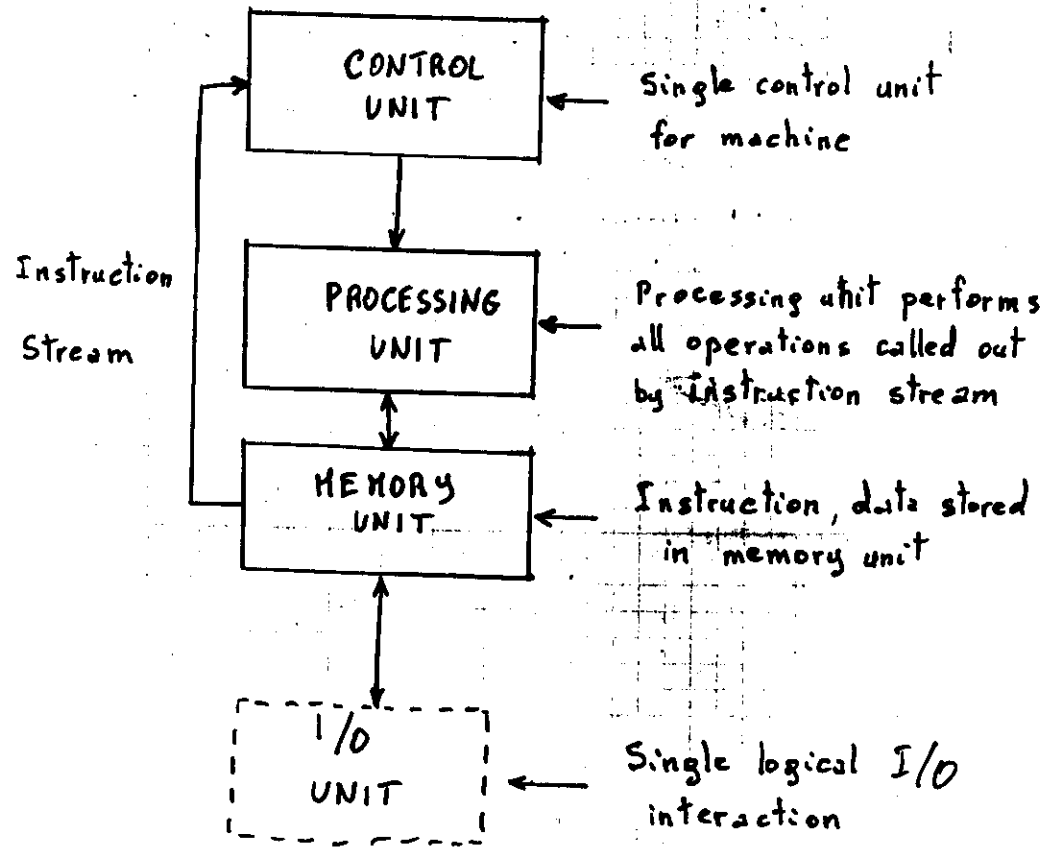 CONTROL
UNIT
Single control unit
for machine
Instruction
Stream
PROCESSING
UNIT
Processing unit performs
all operations called out
by instruction stream
MEMORY
UNIT
Instruction, data stored
in memory unit
I/O
UNIT
Single logical I/O
interaction